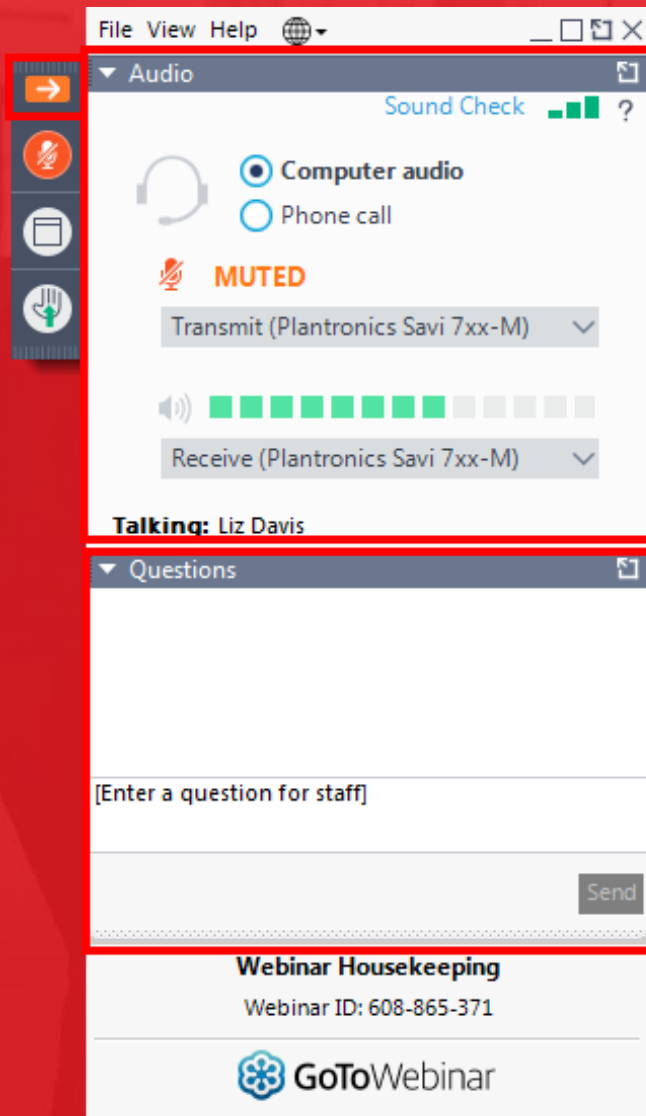 File View Help
Audio
Sound Check ?
Computer audio
Phone call
MUTED
Transmit (Plantronics Savi 7xx-M)
Receive (Plantronics Savi 7xx-M)
Talking: Liz Davis
Questions
[Enter a question for staff]
Send
Webinar Housekeeping
Webinar ID: 608-865-371
GoToWebinar